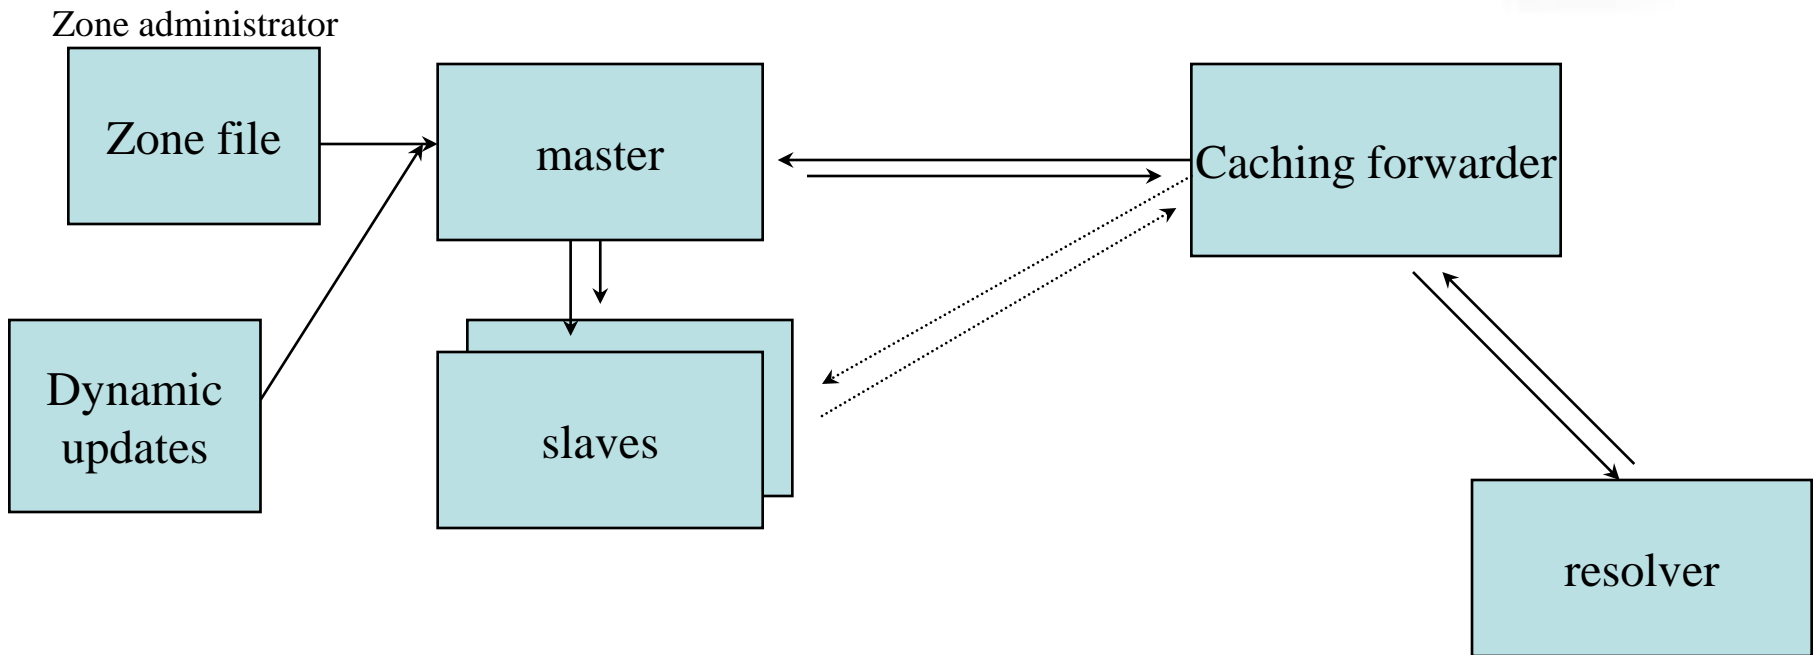 Zone administrator
Zone file
master
Caching forwarder
Dynamic
updates
slaves
resolver